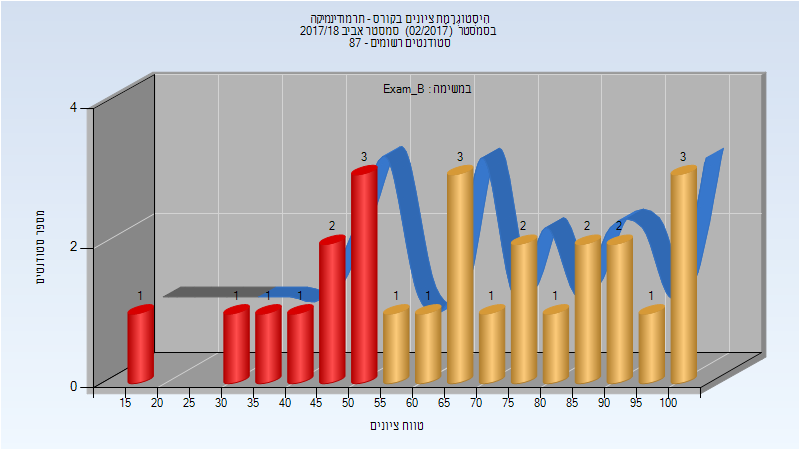 היסטוגרמת ציונים בקורס - תרמודינמיקה
בסמסטר (02/2017) סמסטר אביב 2017/18
סטודנטים רשומים - 87
במשימה : Exam_B
מספר סטודנטים
4
2
0
1
1
1
1
2
3
1
1
3
1
2
1
2
2
1
3
15 20 25 30 35 40 45 50 55 60 65 70 75 80 85 90 95 100
טווח ציונים